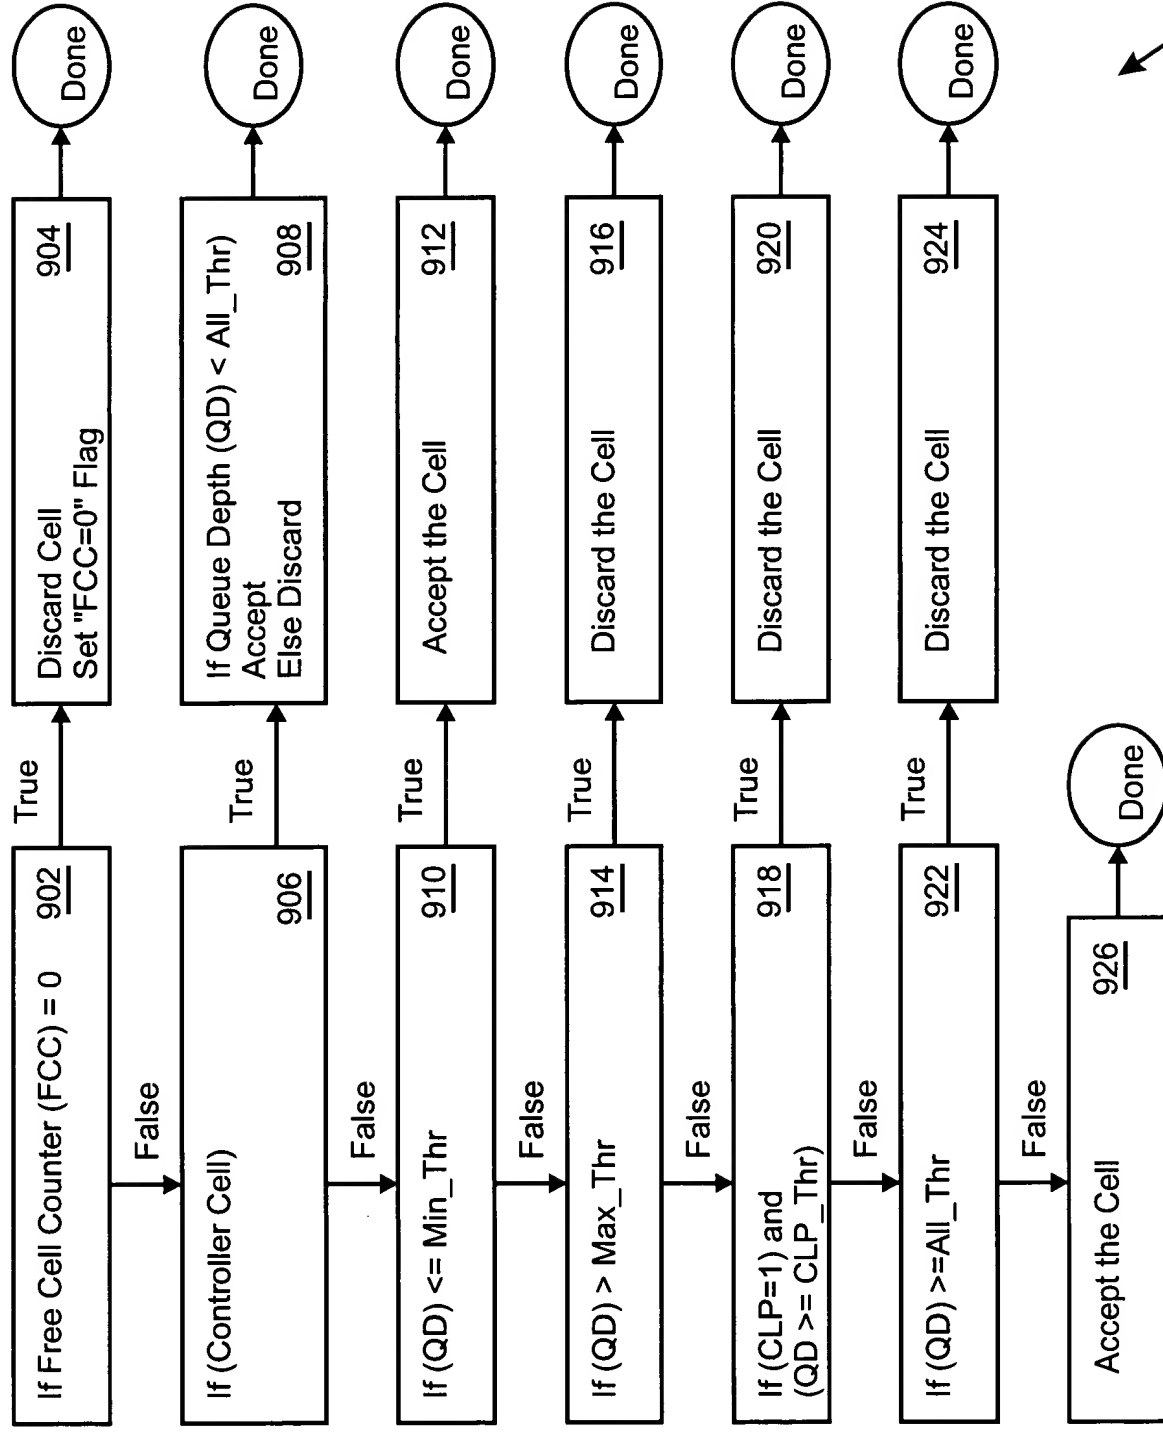 If Free Cell Counter (FCC) = 0
902
True
Discard Cell
Set "FCC=0" Flag
904
Done
False
If (Controller Cell)
906
True
If Queue Depth (QD) < All_Thr)
Accept
Else Discard
908
Done
False
If (QD) <= Min_Thr
910
True
Accept the Cell
912
Done
False
If (QD) > Max_Thr
914
True
Discard the Cell
916
Done
False
If (CLP=1) and
(QD >= CLP_Thr)
918
True
Discard the Cell
920
Done
False
If (QD) >=All_Thr
922
True
Discard the Cell
924
Done
False
Accept the Cell
926
Done